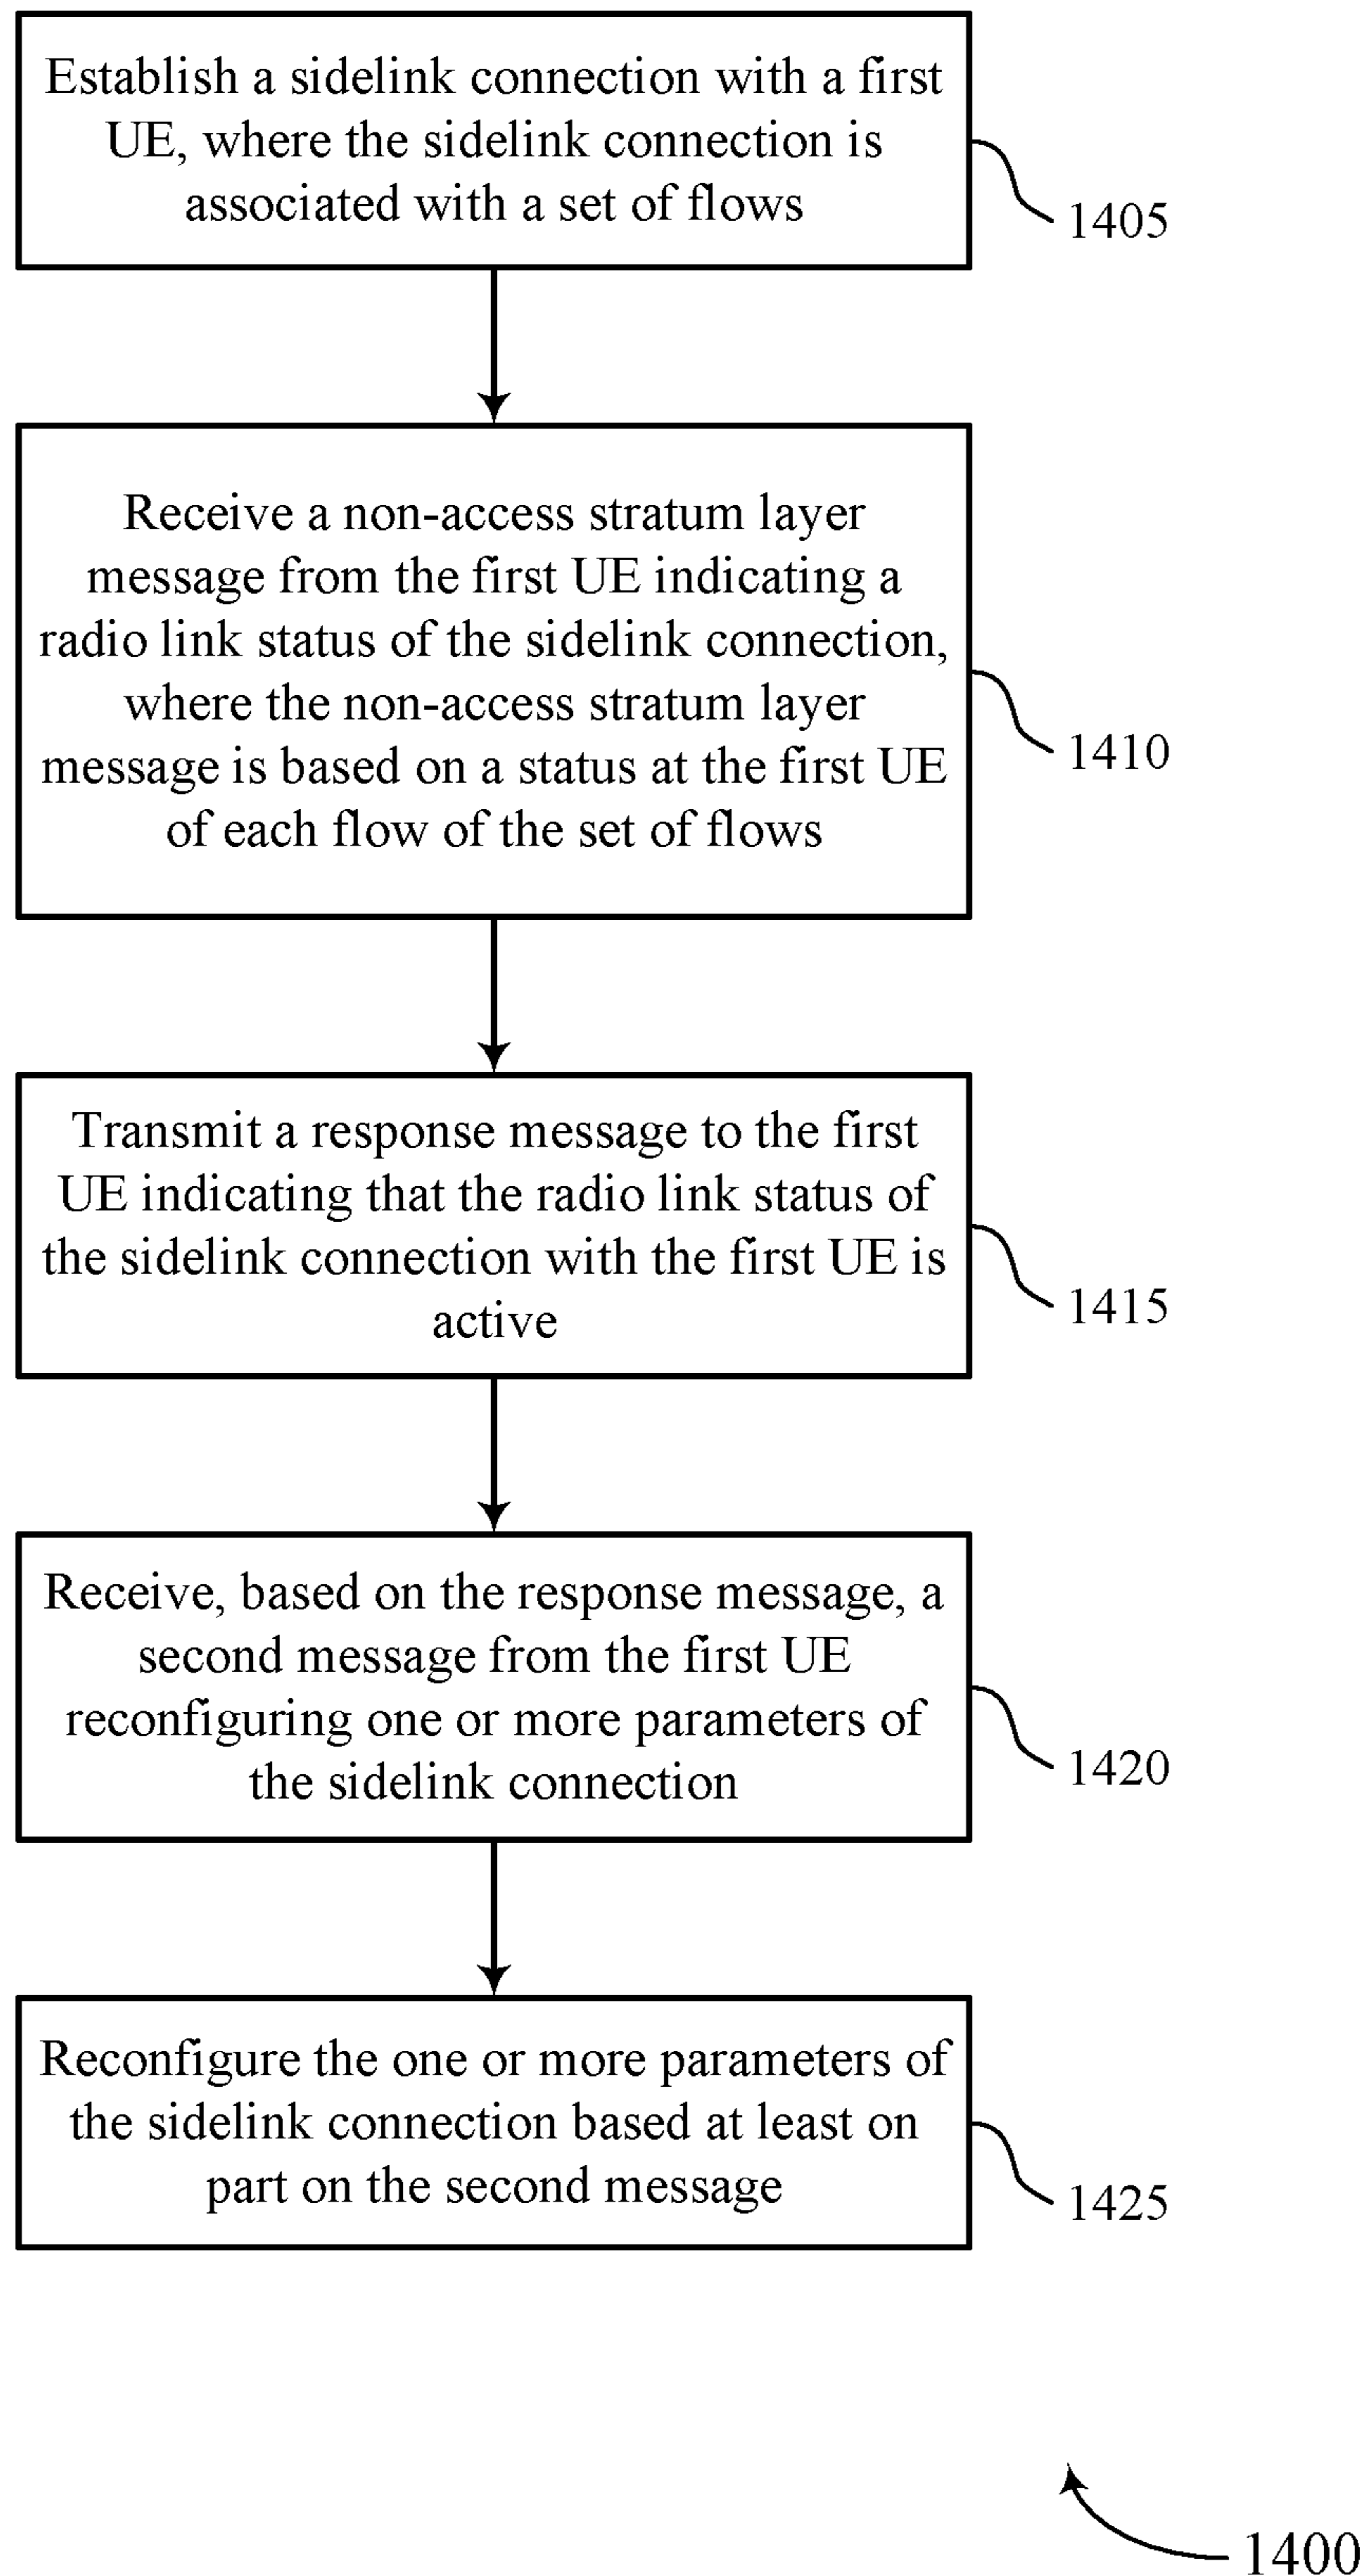 Establish a sidelink connection with a first
UE, where the sidelink connection is
associated with a set of flows
1405
Receive a non-access stratum layer
message from the first UE indicating a
radio link status of the sidelink connection,
where the non-access stratum layer
message is based on a status at the first UE
of each flow of the set of flows
1410
Transmit a response message to the first
UE indicating that the radio link status of
the sidelink connection with the first UE is
active
1415
Receive, based on the response message, a
second message from the first UE
reconfiguring one or more parameters of
the sidelink connection
1420
Reconfigure the one or more parameters of
the sidelink connection based at least on
part on the second message
1425
1400